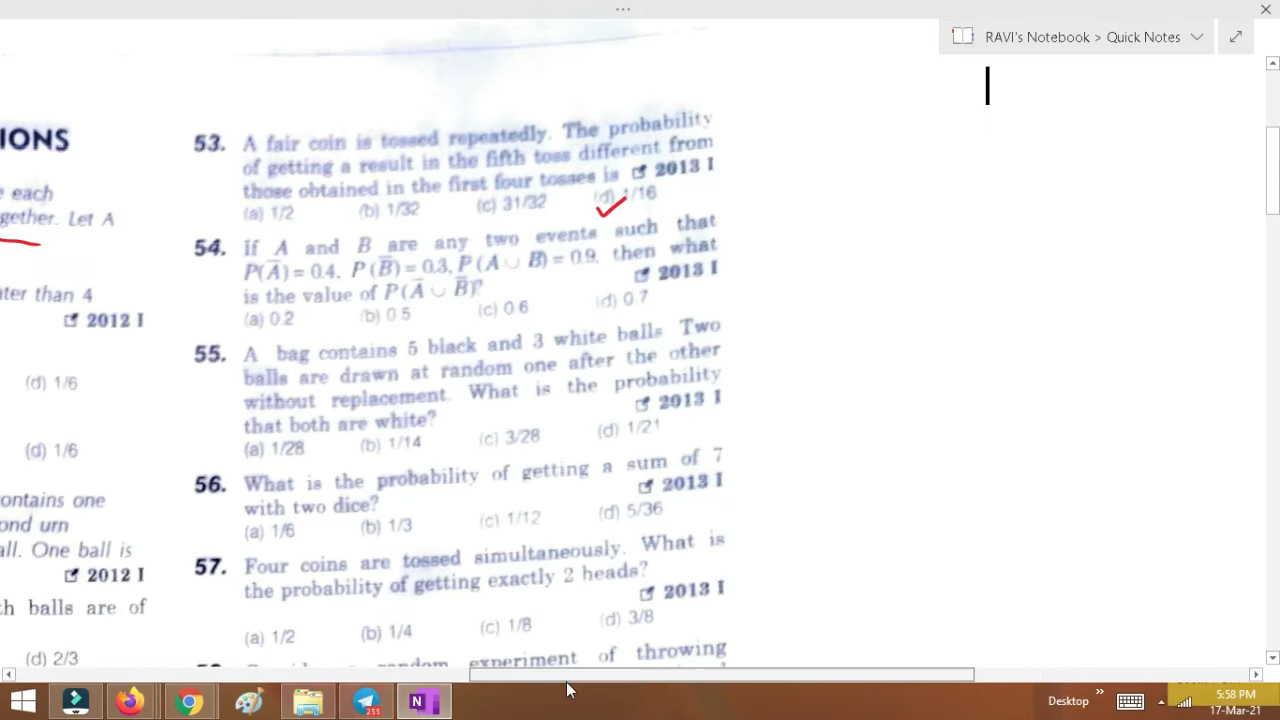 RAVI's Notebook > Quick Notes
IONS
e each
gether. Let A
ater than 4
2012 I
(d) 1/6
(d) 1/6
contains one
ond urn
all. One ball is
2012 I
h balls are of
(d) 2/3
53. A fair coin is tossed repeatedly. The probability
of getting a result in the fifth toss different from
those obtained in the first four tosses is 2013 I
(a) 1/2 (b) 1/32 (c) 31/32 (d) 1/16
54. If A and B are any two events such that
P(A̅) = 0.4, P(B̅) = 0.3, P(A ∪ B) = 0.9, then what
is the value of P(A̅ ∪ B̅)? 2013 I
(a) 0.2 (b) 0.5 (c) 0.6 (d) 0.7
55. A bag contains 5 black and 3 white balls Two
balls are drawn at random one after the other
without replacement. What is the probability
that both are white? 2013 I
(a) 1/28 (b) 1/14 (c) 3/28 (d) 1/21
56. What is the probability of getting a sum of 7
with two dice? 2013 I
(a) 1/6 (b) 1/3 (c) 1/12 (d) 5/36
57. Four coins are tossed simultaneously. What is
the probability of getting exactly 2 heads?
2013 I
(a) 1/2 (b) 1/4 (c) 1/8 (d) 3/8
random experiment of throwing
255
N
Desktop
5:58 PM
17-Mar-21